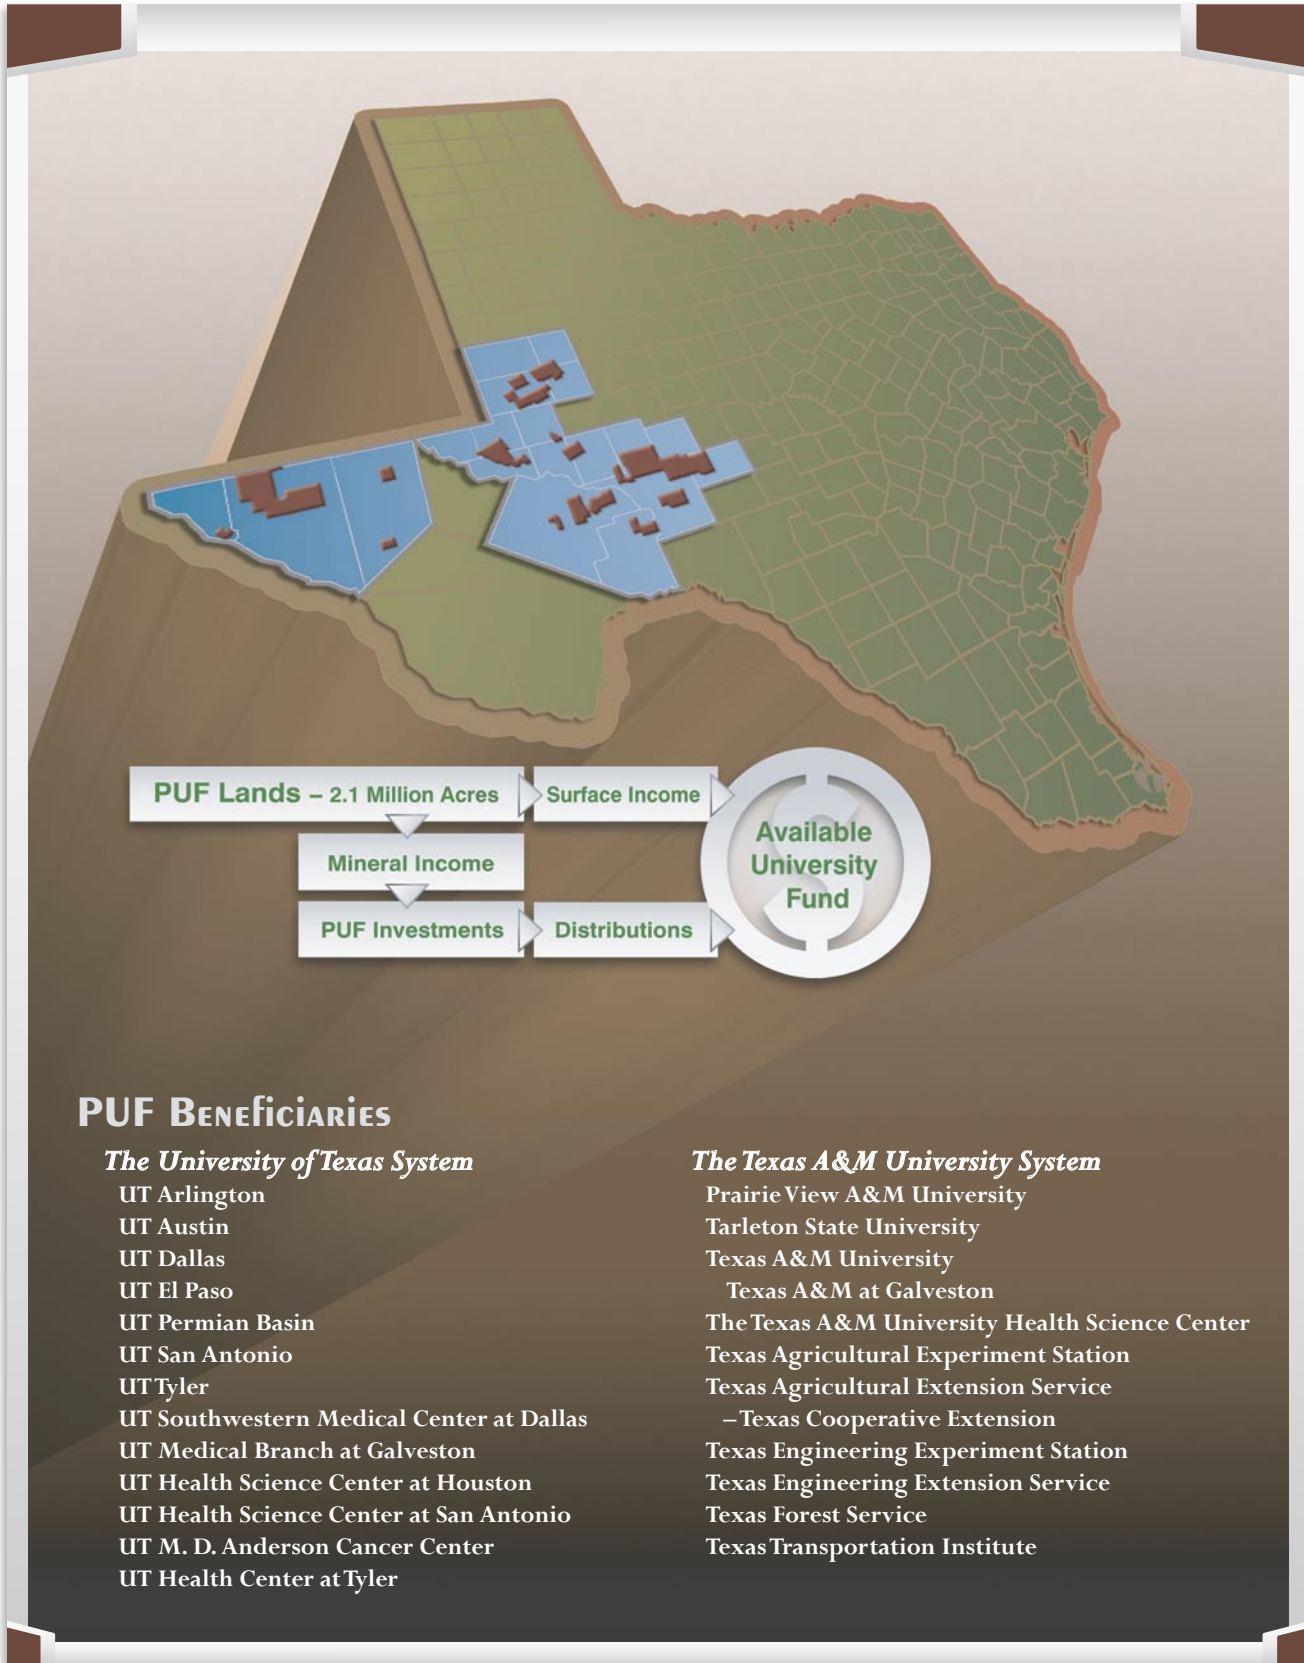 PUF Lands – 2.1 Million Acres
Surface Income
Mineral Income
PUF Investments
Distributions
Available
University
Fund
PUF Beneficiaries
The University of Texas System
UT Arlington
UT Austin
UT Dallas
UT El Paso
UT Permian Basin
UT San Antonio
UT Tyler
UT Southwestern Medical Center at Dallas
UT Medical Branch at Galveston
UT Health Science Center at Houston
UT Health Science Center at San Antonio
UT M. D. Anderson Cancer Center
UT Health Center at Tyler
The Texas A&M University System
Prairie View A&M University
Tarleton State University
Texas A&M University
Texas A&M at Galveston
The Texas A&M University Health Science Center
Texas Agricultural Experiment Station
Texas Agricultural Extension Service
– Texas Cooperative Extension
Texas Engineering Experiment Station
Texas Engineering Extension Service
Texas Forest Service
Texas Transportation Institute